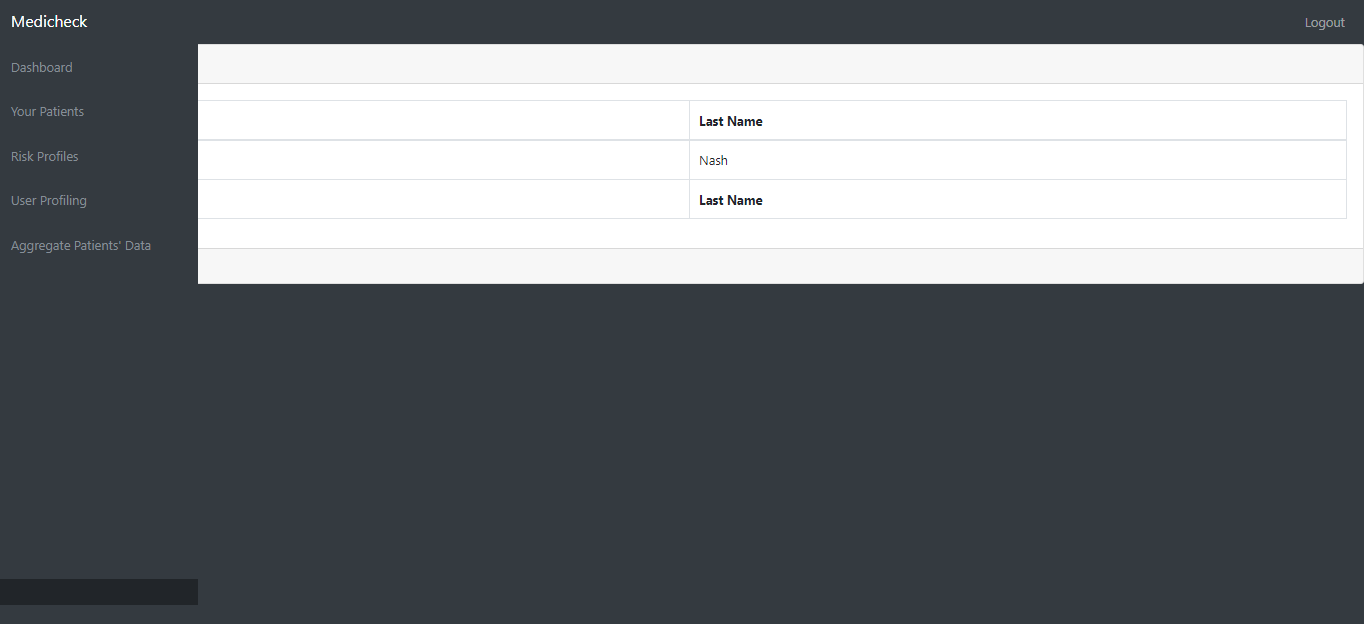 Medicheck
Logout
Dashboard
Your Patients
Risk Profiles
User Profiling
Aggregate Patients' Data
Last Name
Nash
Last Name